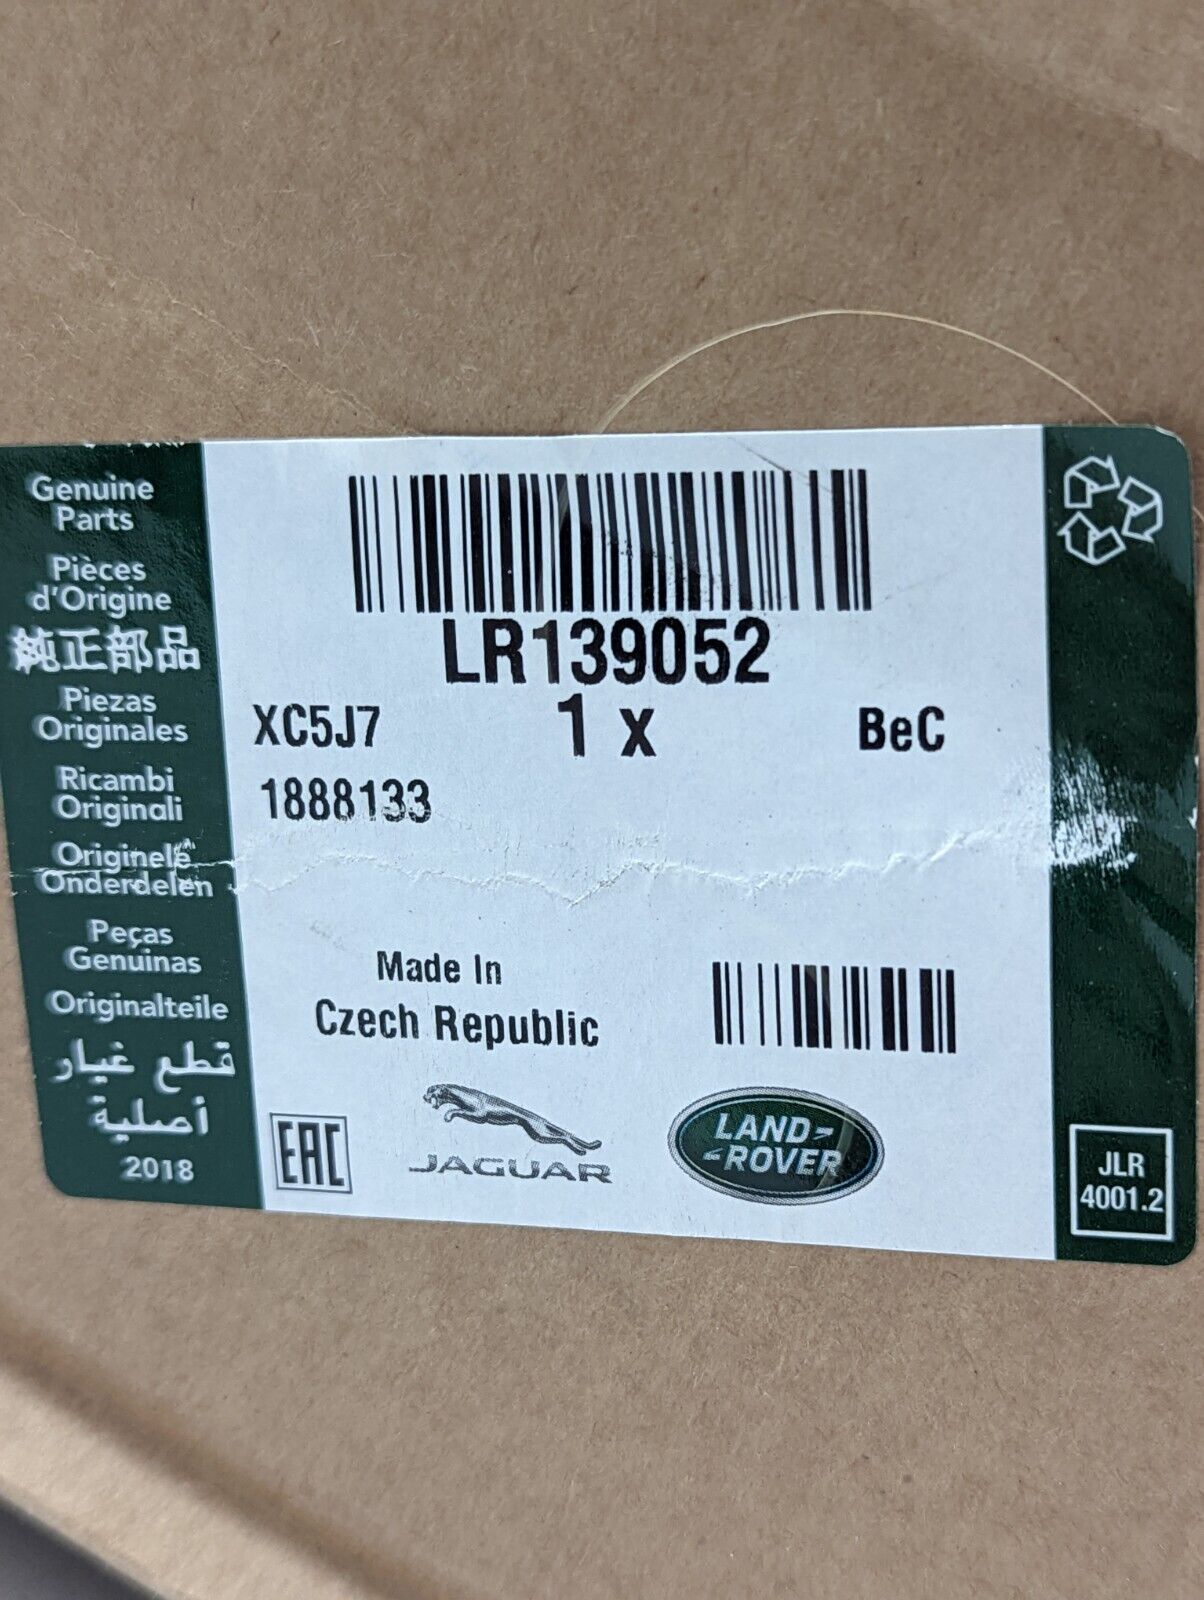 Genuine
Parts
Pièces
d'Origine
純正部品
Piezas
Originales
Ricambi
Originali
Originele
Onderdelen
Peças
Genuinas
Originalteile
قطع غيار
أصلية
2018
LR139052
XC5J7
1 x
BeC
1888133
Made In
Czech Republic
EAC
JAGUAR
LAND
ROVER
JLR
4001.2